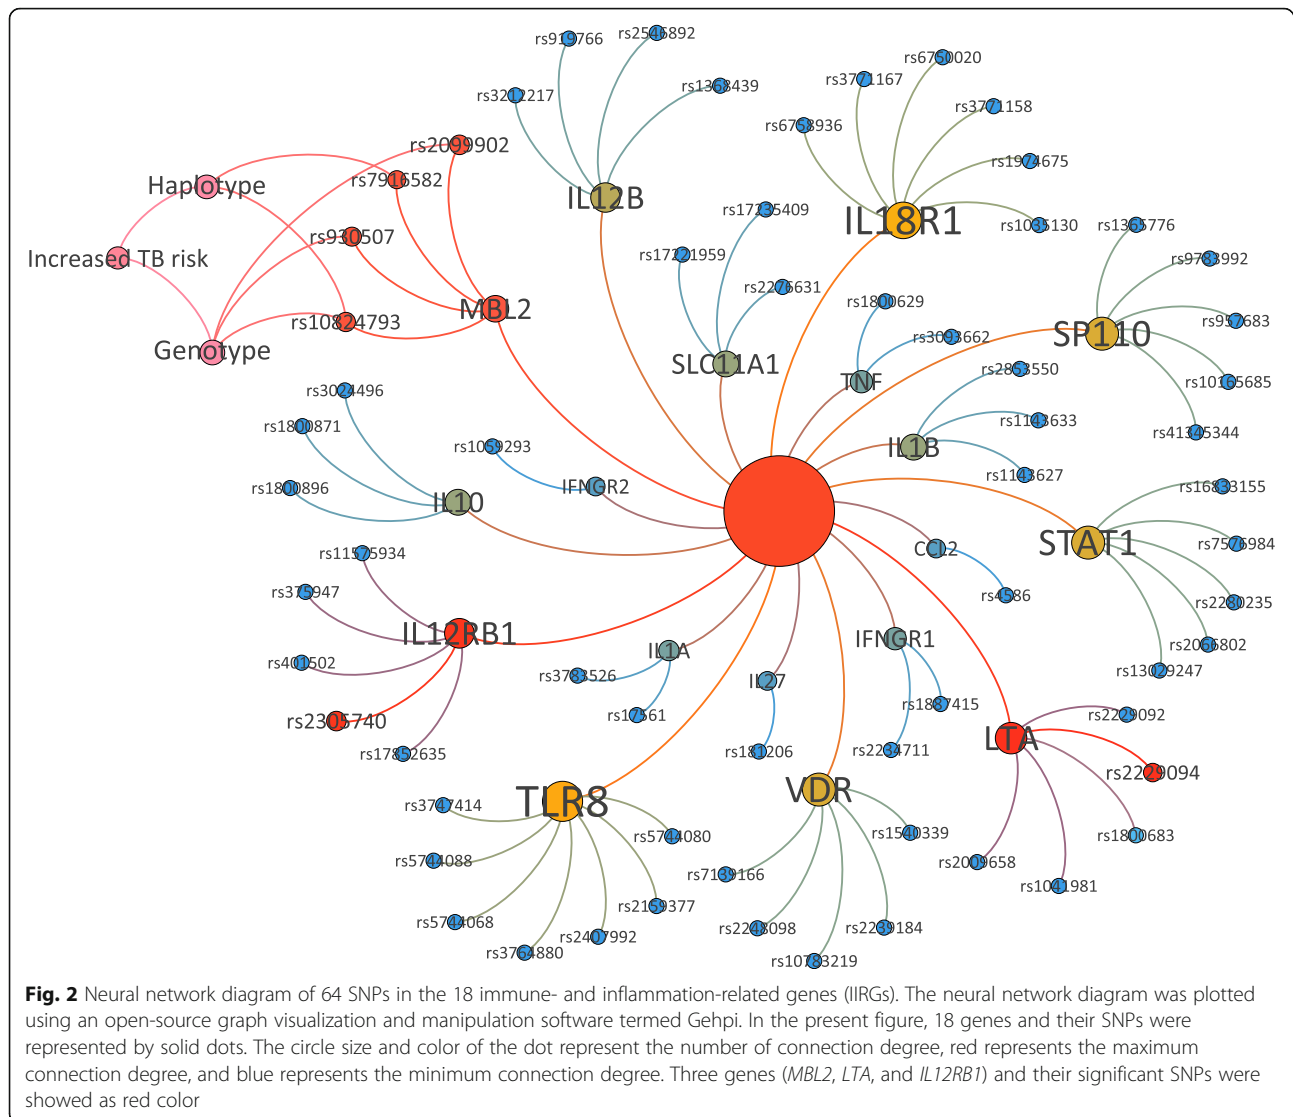 rs919766
rs2546892
rs3212217
rs1368439
IL12B
rs6750020
rs3771167
rs3771158
rs6758936
rs1974675
rs1035130
IL18R1
rs2099902
rs7916582
rs930507
rs10824793
MBL2
Haplotype
Increased TB risk
Genotype
rs17235409
rs17221959
rs2276631
SLC11A1
rs1800629
rs3093662
TNF
rs1365776
rs9783992
rs957683
rs10165685
rs41345344
SP110
rs2853550
rs1143633
rs1143627
IL1B
rs3024496
rs1800871
rs1800896
IL10
rs1059293
IFNGR2
rs16833155
rs7576984
rs2280235
rs2066802
rs13029247
STAT1
CCL2
rs4586
rs11575934
rs375947
rs401502
rs2305740
rs17852635
IL12RB1
IL1A
rs3783526
rs17561
IL27
rs181206
IFNGR1
rs1887415
rs2234711
LTA
rs2229092
rs2229094
rs1800683
rs2009658
rs1041981
TLR8
rs3747414
rs5744088
rs5744068
rs3764880
rs2407992
rs2159377
rs5744080
VDR
rs1540339
rs7139166
rs2248098
rs10783219
rs2239184
Fig. 2 Neural network diagram of 64 SNPs in the 18 immune- and inflammation-related genes (IIRGs). The neural network diagram was plotted
using an open-source graph visualization and manipulation software termed Gehpi. In the present figure, 18 genes and their SNPs were
represented by solid dots. The circle size and color of the dot represent the number of connection degree, red represents the maximum
connection degree, and blue represents the minimum connection degree. Three genes (MBL2, LTA, and IL12RB1) and their significant SNPs were
showed as red color